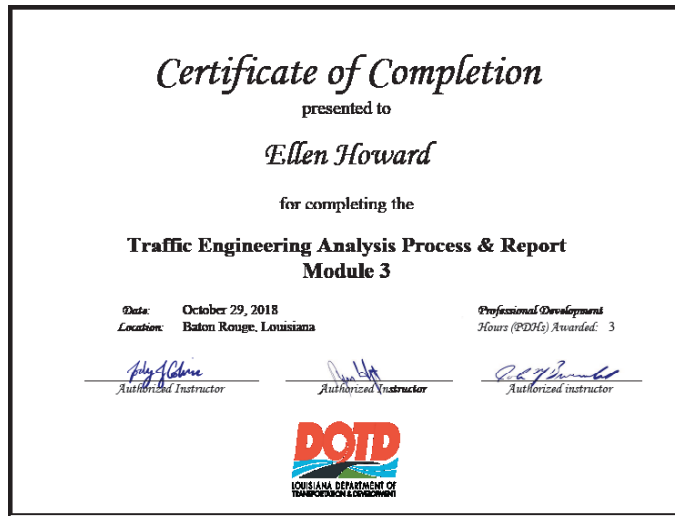 Certificate of Completion
presented to
Ellen Howard
for completing the
Traffic Engineering Analysis Process & Report
Module 3
Date: October 29, 2018
Location: Baton Rouge, Louisiana
Professional Development
Hours (PDHs) Awarded: 3
Authorized Instructor
Authorized Instructor
Authorized instructor
DOTD
LOUISIANA DEPARTMENT OF
TRANSPORTATION & DEVELOPMENT